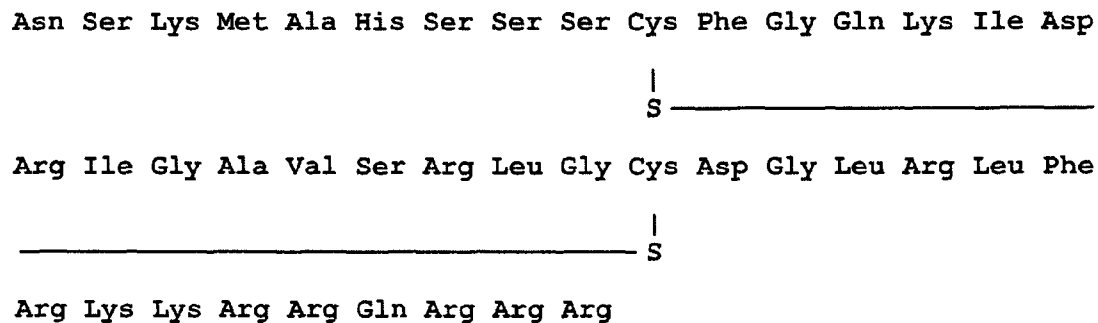 Asn Ser Lys Met Ala His Ser Ser Ser Cys Phe Gly Gln Lys Ile Asp
S
Arg Ile Gly Ala Val Ser Arg Leu Gly Cys Asp Gly Leu Arg Leu Phe
S
Arg Lys Lys Arg Arg Gln Arg Arg Arg